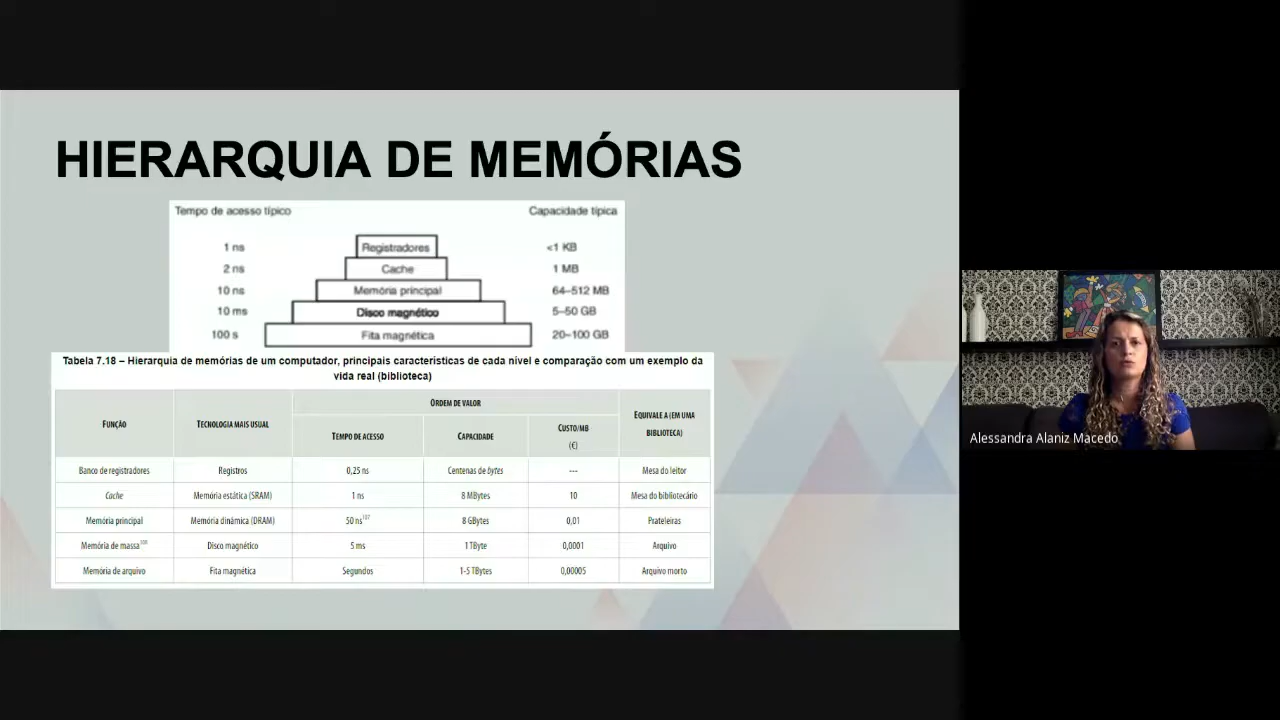 HIERARQUIA DE MEMÓRIAS
Tempo de acesso típico Capacidade típica
1 ns Registradores <1 KB
2 ns Cache 1 MB
10 ns Memória principal 64–512 MB
10 ms Disco magnético 5–50 GB
100 s Fita magnética 20–100 GB
Tabela 7.18 – Hierarquia de memórias de um computador, principais características de cada nível e comparação com um exemplo da
vida real (biblioteca)
FUNÇÃO TECNOLOGIA MAIS USUAL ORDEM DE VALOR EQUIVALE A (EM UMA
BIBLIOTECA)
TEMPO DE ACESSO CAPACIDADE CUSTO/MB
(€)
Banco de registradores Registros 0,25 ns Centenas de bytes --- Mesa do leitor
Cache Memória estática (SRAM) 1 ns 8 MBytes 10 Mesa do bibliotecário
Memória principal Memória dinâmica (DRAM) 50 ns 8 GBytes 0,01 Prateleiras
Memória de massa Disco magnético 5 ms 1 TByte 0,0001 Arquivo
Memória de arquivo Fita magnética Segundos 1-5 TBytes 0,00005 Arquivo morto
Alessandra Alaniz Macedo